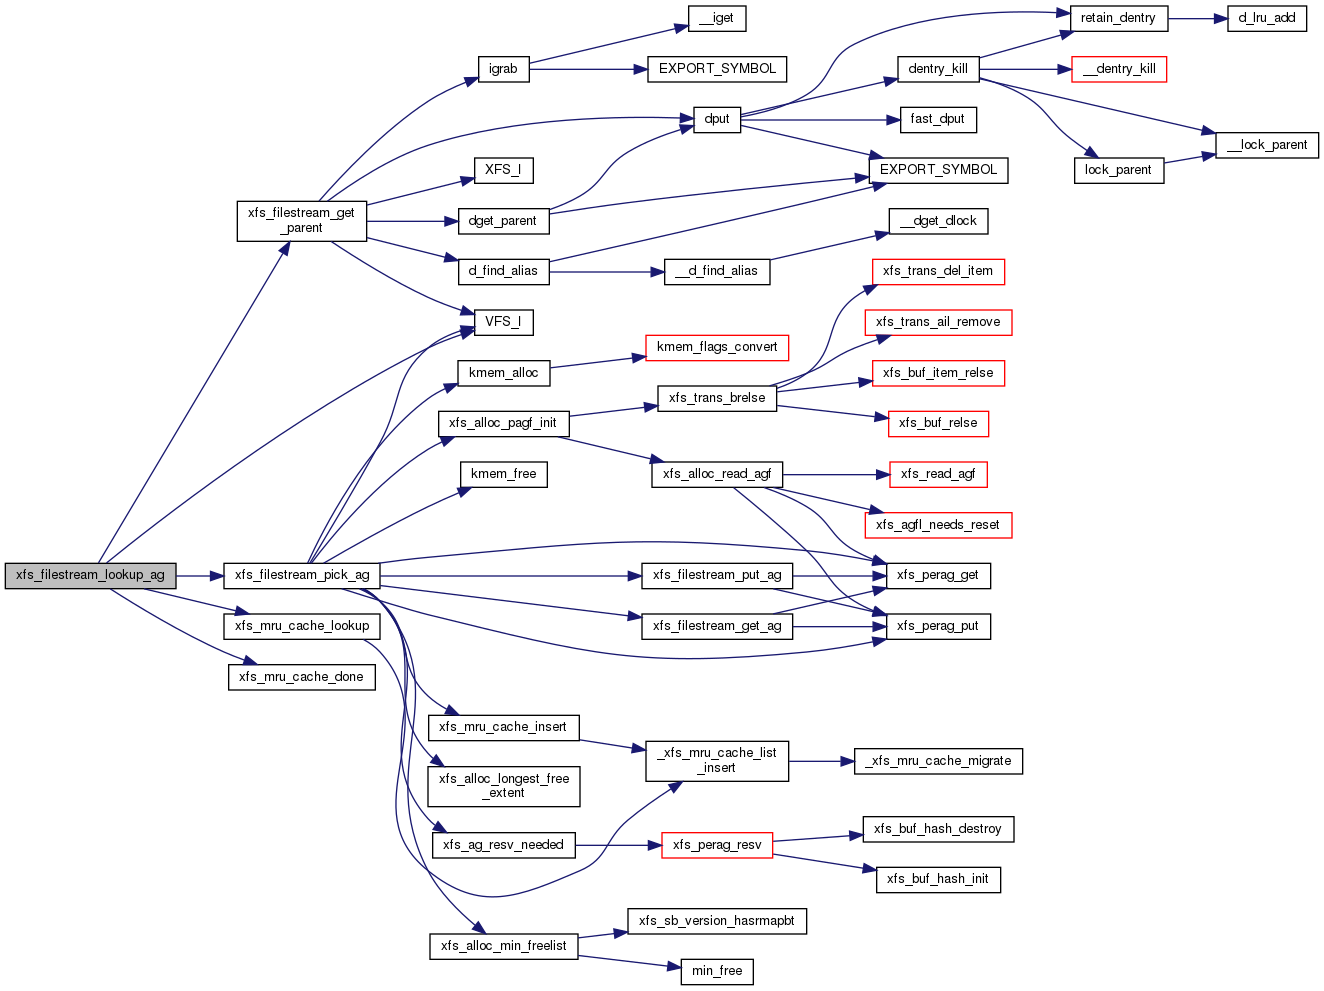 __iget
retain_dentry
d_lru_add
igrab
EXPORT_SYMBOL
dentry_kill
__dentry_kill
dput
fast_dput
__lock_parent
XFS_I
EXPORT_SYMBOL
lock_parent
xfs_filestream_get
_parent
dget_parent
__dget_dlock
d_find_alias
__d_find_alias
xfs_trans_del_item
VFS_I
xfs_trans_ail_remove
kmem_flags_convert
kmem_alloc
xfs_buf_item_relse
xfs_trans_brelse
xfs_alloc_pagf_init
xfs_buf_relse
kmem_free
xfs_alloc_read_agf
xfs_read_agf
xfs_agfl_needs_reset
xfs_filestream_lookup_ag
xfs_filestream_pick_ag
xfs_filestream_put_ag
xfs_perag_get
xfs_mru_cache_lookup
xfs_filestream_get_ag
xfs_perag_put
xfs_mru_cache_done
xfs_mru_cache_insert
_xfs_mru_cache_list
_insert
_xfs_mru_cache_migrate
xfs_alloc_longest_free
_extent
xfs_buf_hash_destroy
xfs_ag_resv_needed
xfs_perag_resv
xfs_buf_hash_init
xfs_sb_version_hasrmapbt
xfs_alloc_min_freelist
min_free